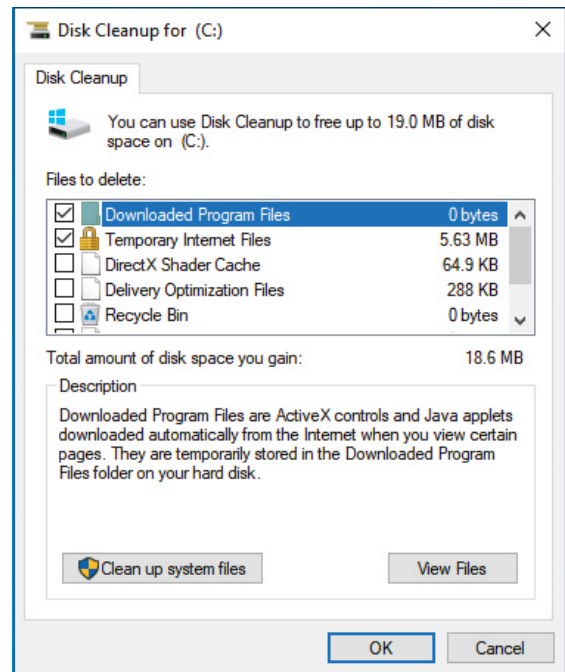 Disk Cleanup for (C:)
Disk Cleanup
You can use Disk Cleanup to free up to 19.0 MB of disk
space on (C:).
Files to delete:
Downloaded Program Files 0 bytes
Temporary Internet Files 5.63 MB
DirectX Shader Cache 64.9 KB
Delivery Optimization Files 288 KB
Recycle Bin 0 bytes
Total amount of disk space you gain: 18.6 MB
Description
Downloaded Program Files are ActiveX controls and Java applets
downloaded automatically from the Internet when you view certain
pages. They are temporarily stored in the Downloaded Program
Files folder on your hard disk.
Clean up system files View Files
OK Cancel